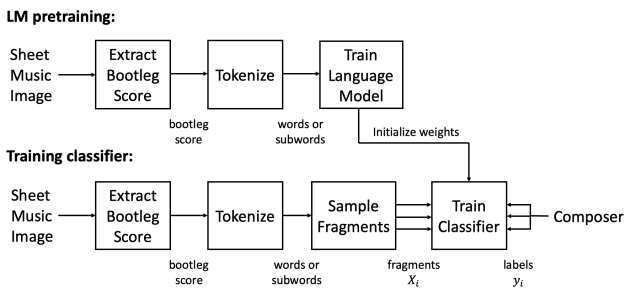 LM pretraining:
Sheet
Music
Image
Extract
Bootleg
Score
bootleg
score
Tokenize
words or
subwords
Train
Language
Model
Initialize weights
Training classifier:
Sheet
Music
Image
Extract
Bootleg
Score
bootleg
score
Tokenize
words or
subwords
Sample
Fragments
fragments
Xᵢ
Train
Classifier
labels
yᵢ
Composer